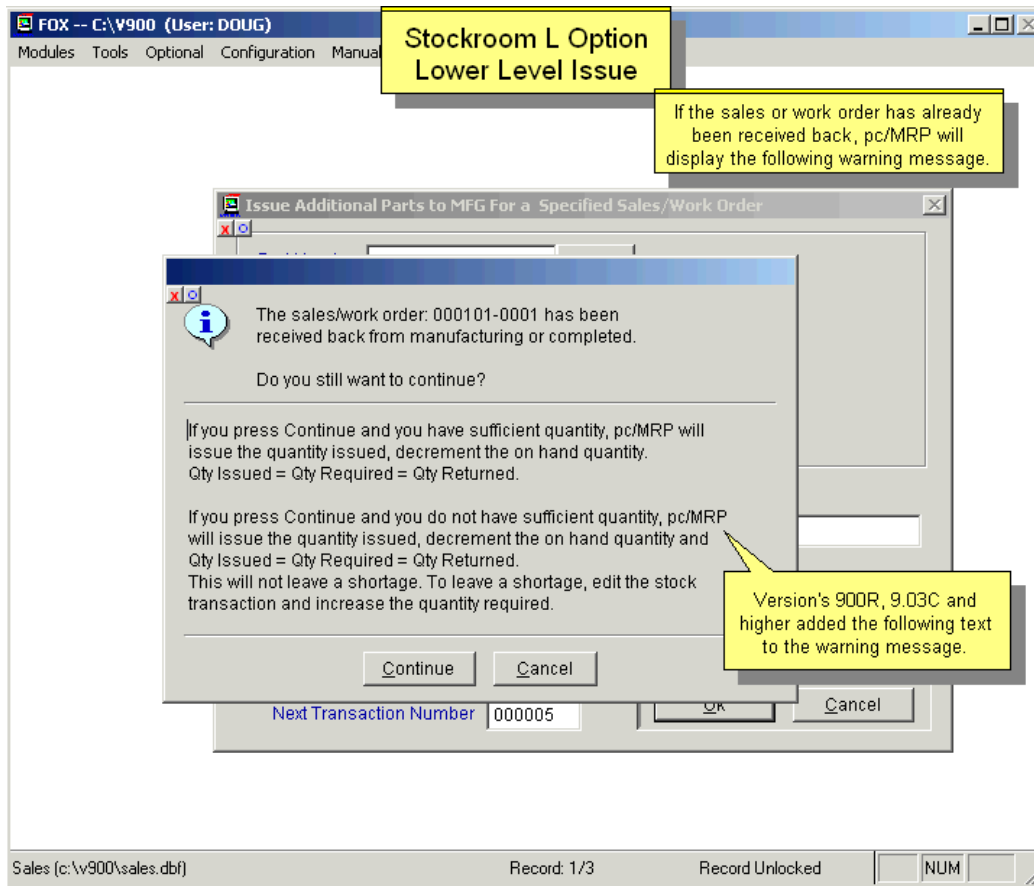 FOX -- C:\V900 (User: DOUG)
Modules Tools Optional Configuration Manual
Stockroom L Option
Lower Level Issue
If the sales or work order has already
been received back, pc/MRP will
display the following warning message.
Issue Additional Parts to MFG For a Specified Sales/Work Order
The sales/work order: 000101-0001 has been
received back from manufacturing or completed.
Do you still want to continue?
If you press Continue and you have sufficient quantity, pc/MRP will
issue the quantity issued, decrement the on hand quantity.
Qty Issued = Qty Required = Qty Returned.
If you press Continue and you do not have sufficient quantity, pc/MRP
will issue the quantity issued, decrement the on hand quantity and
Qty Issued = Qty Required = Qty Returned.
This will not leave a shortage. To leave a shortage, edit the stock
transaction and increase the quantity required.
Version's 900R, 9.03C and
higher added the following text
to the warning message.
Continue Cancel
Next Transaction Number 000005 Ok Cancel
Sales (c:\v900\sales.dbf) Record: 1/3 Record Unlocked NUM